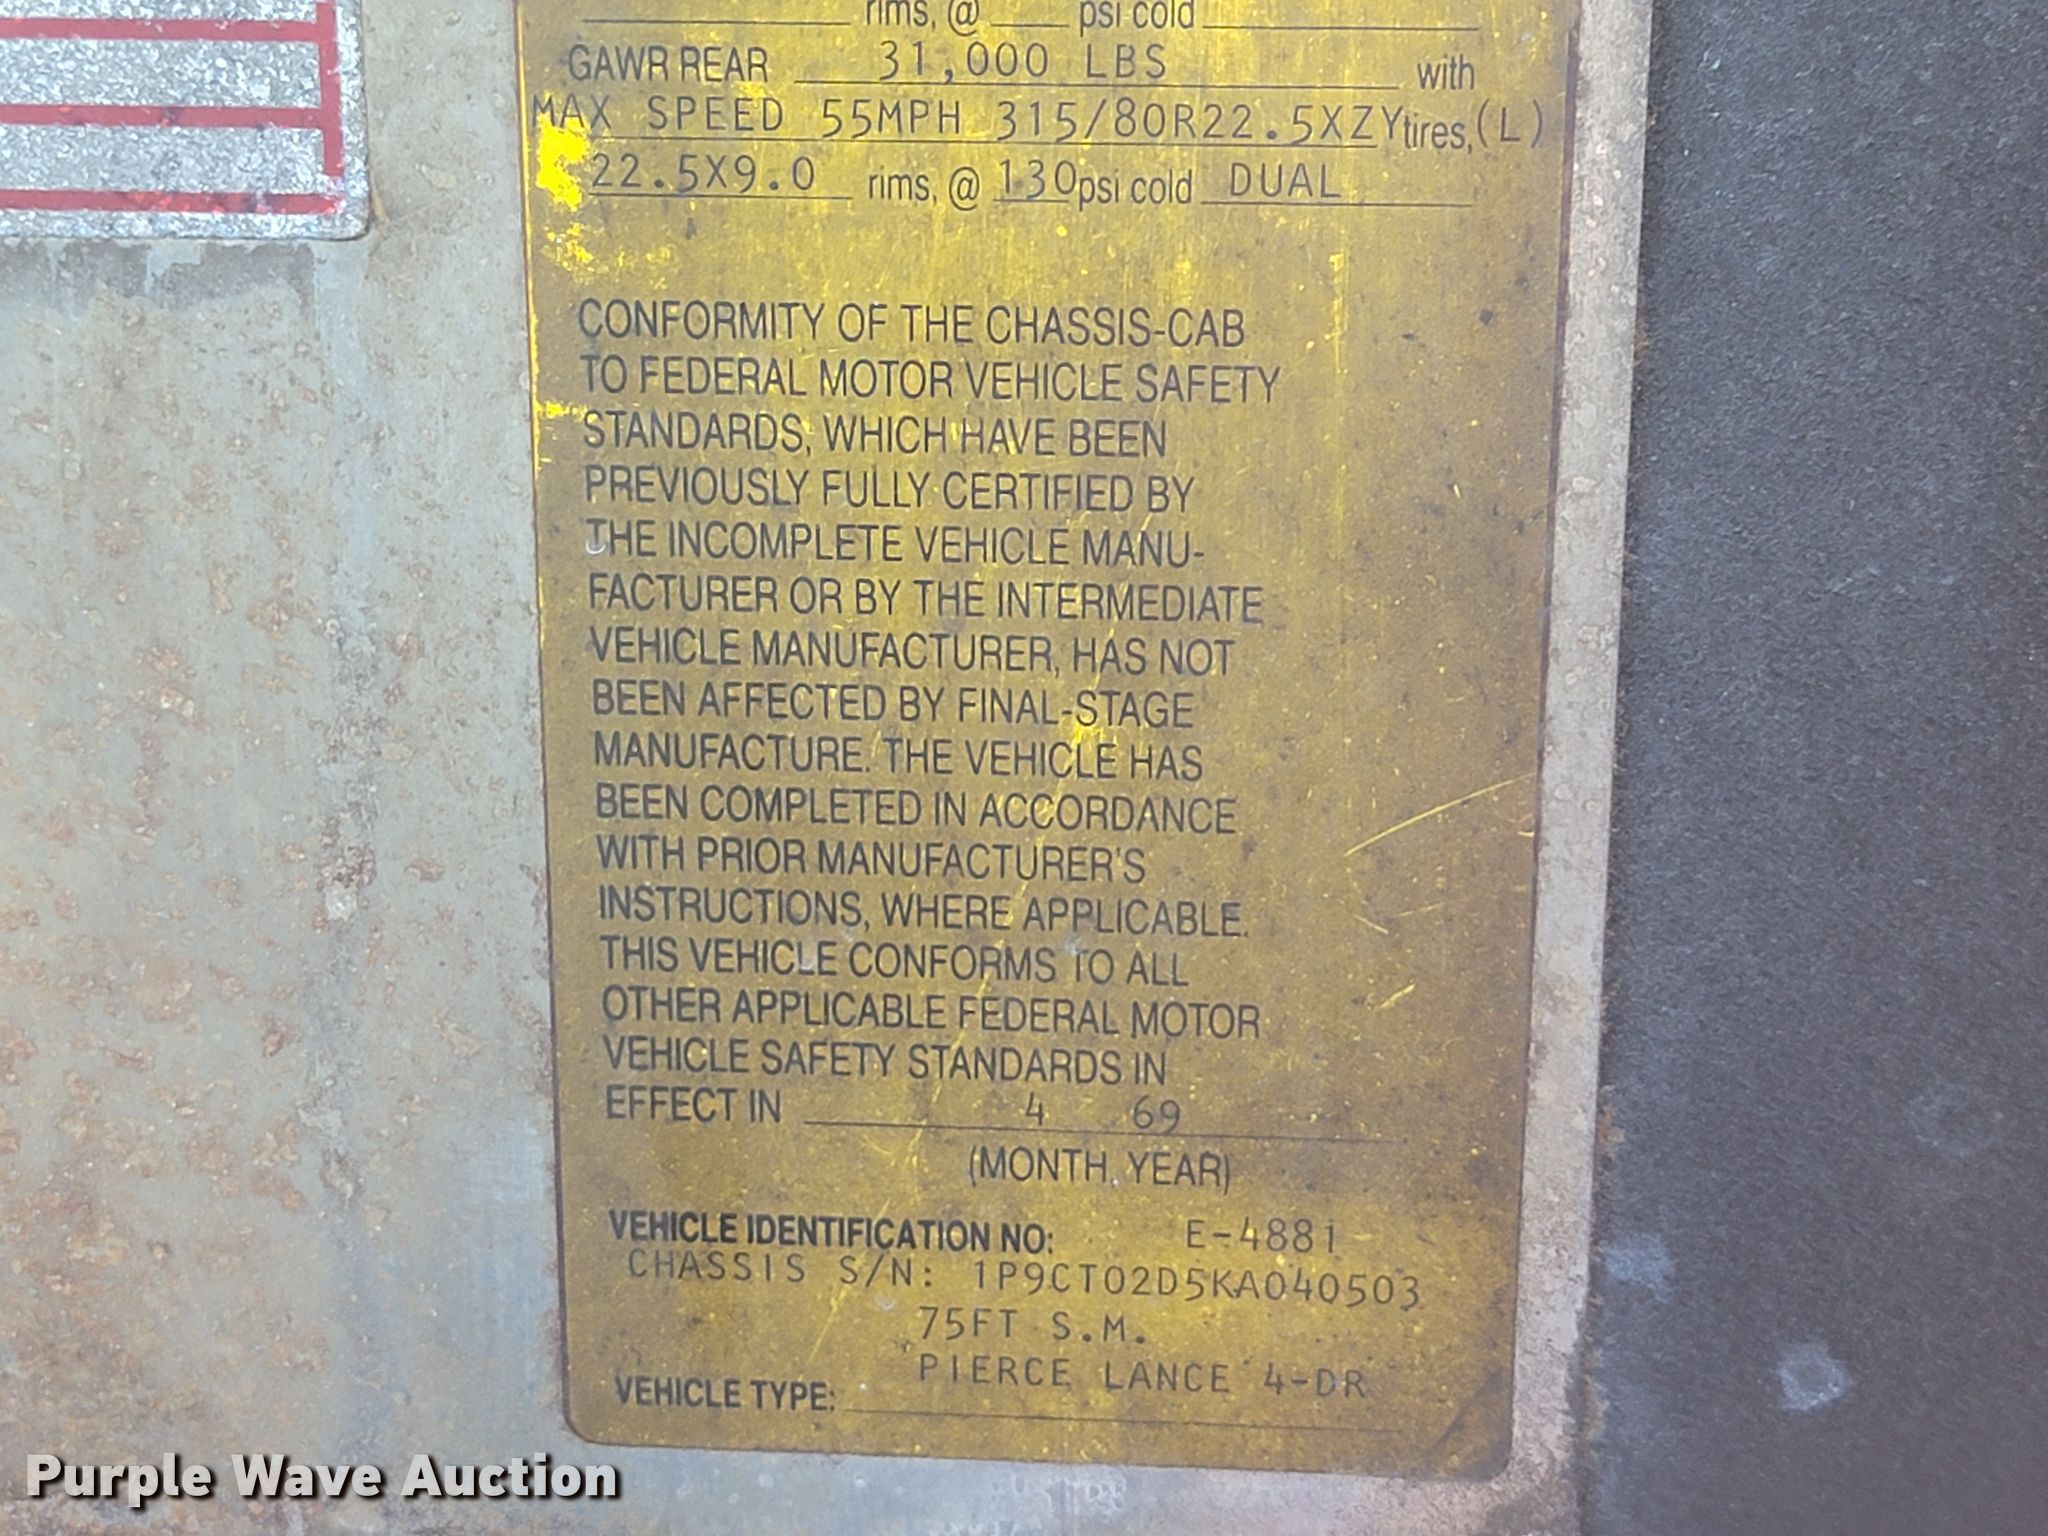 rims, @ psi cold
GAWR REAR 31,000 LBS with
MAX SPEED 55MPH 315/80R22.5XZY tires, (L)
22.5X9.0 rims, @ 130 psi cold DUAL
CONFORMITY OF THE CHASSIS-CAB
TO FEDERAL MOTOR VEHICLE SAFETY
STANDARDS, WHICH HAVE BEEN
PREVIOUSLY FULLY CERTIFIED BY
THE INCOMPLETE VEHICLE MANU-
FACTURER OR BY THE INTERMEDIATE
VEHICLE MANUFACTURER, HAS NOT
BEEN AFFECTED BY FINAL-STAGE
MANUFACTURE. THE VEHICLE HAS
BEEN COMPLETED IN ACCORDANCE
WITH PRIOR MANUFACTURER'S
INSTRUCTIONS, WHERE APPLICABLE.
THIS VEHICLE CONFORMS TO ALL
OTHER APPLICABLE FEDERAL MOTOR
VEHICLE SAFETY STANDARDS IN
EFFECT IN 4 69
(MONTH, YEAR)
VEHICLE IDENTIFICATION NO: E-4881
CHASSIS S/N: 1P9CT02D5KA040503
75FT S.M.
PIERCE LANCE 4-DR
VEHICLE TYPE:
Purple Wave Auction